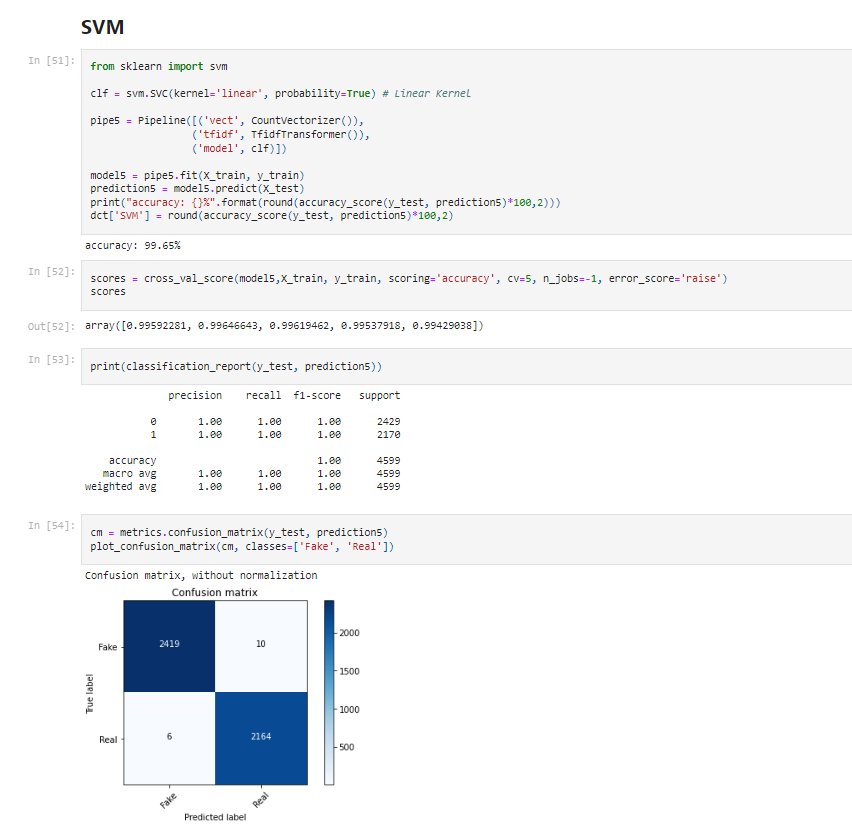 SVM
In [51]:
from sklearn import svm
clf = svm.SVC(kernel='linear', probability=True) # Linear Kernel
pipe5 = Pipeline([('vect', CountVectorizer()),
('tfidf', TfidfTransformer()),
('model', clf)])
model5 = pipe5.fit(X_train, y_train)
prediction5 = model5.predict(X_test)
print("accuracy: {}%".format(round(accuracy_score(y_test, prediction5)*100,2)))
dct['SVM'] = round(accuracy_score(y_test, prediction5)*100,2)
accuracy: 99.65%
In [52]:
scores = cross_val_score(model5,X_train, y_train, scoring='accuracy', cv=5, n_jobs=-1, error_score='raise')
scores
Out[52]: array([0.99592281, 0.99646643, 0.99619462, 0.99537918, 0.99429038])
In [53]:
print(classification_report(y_test, prediction5))
precision recall f1-score support
0 1.00 1.00 1.00 2429
1 1.00 1.00 1.00 2170
accuracy 1.00 4599
macro avg 1.00 1.00 1.00 4599
weighted avg 1.00 1.00 1.00 4599
In [54]:
cm = metrics.confusion_matrix(y_test, prediction5)
plot_confusion_matrix(cm, classes=['Fake', 'Real'])
Confusion matrix, without normalization
Confusion matrix
True label
Fake 2419 10
Real 6 2164
Fake Real
Predicted label
2000
1500
1000
500